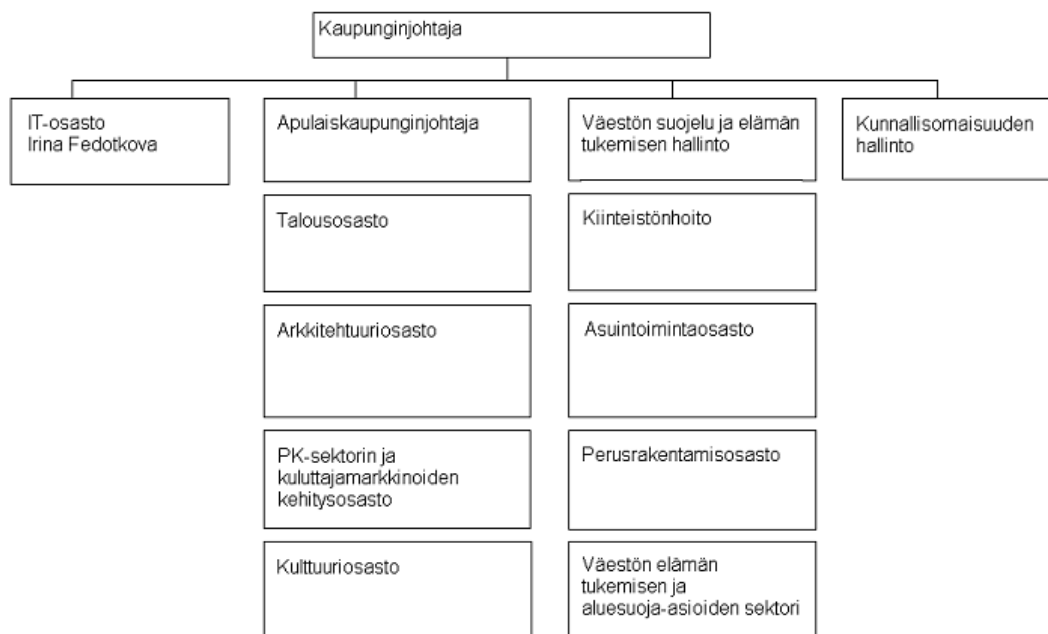 Kaupunginjohtaja
IT-osasto
Irina Fedotkova
Apulaiskaupunginjohtaja
Väestön suojelu ja elämän
tukemisen hallinto
Kunnallisomaisuuden
hallinto
Talousosasto
Kiinteistönhoito
Arkkitehtuuriosasto
Asuintoimintaosasto
PK-sektorin ja
kuluttajamarkkinoiden
kehitysosasto
Perusrakentamisosasto
Kulttuuriosasto
Väestön elämän
tukemisen ja
aluesuoja-asioiden sektori